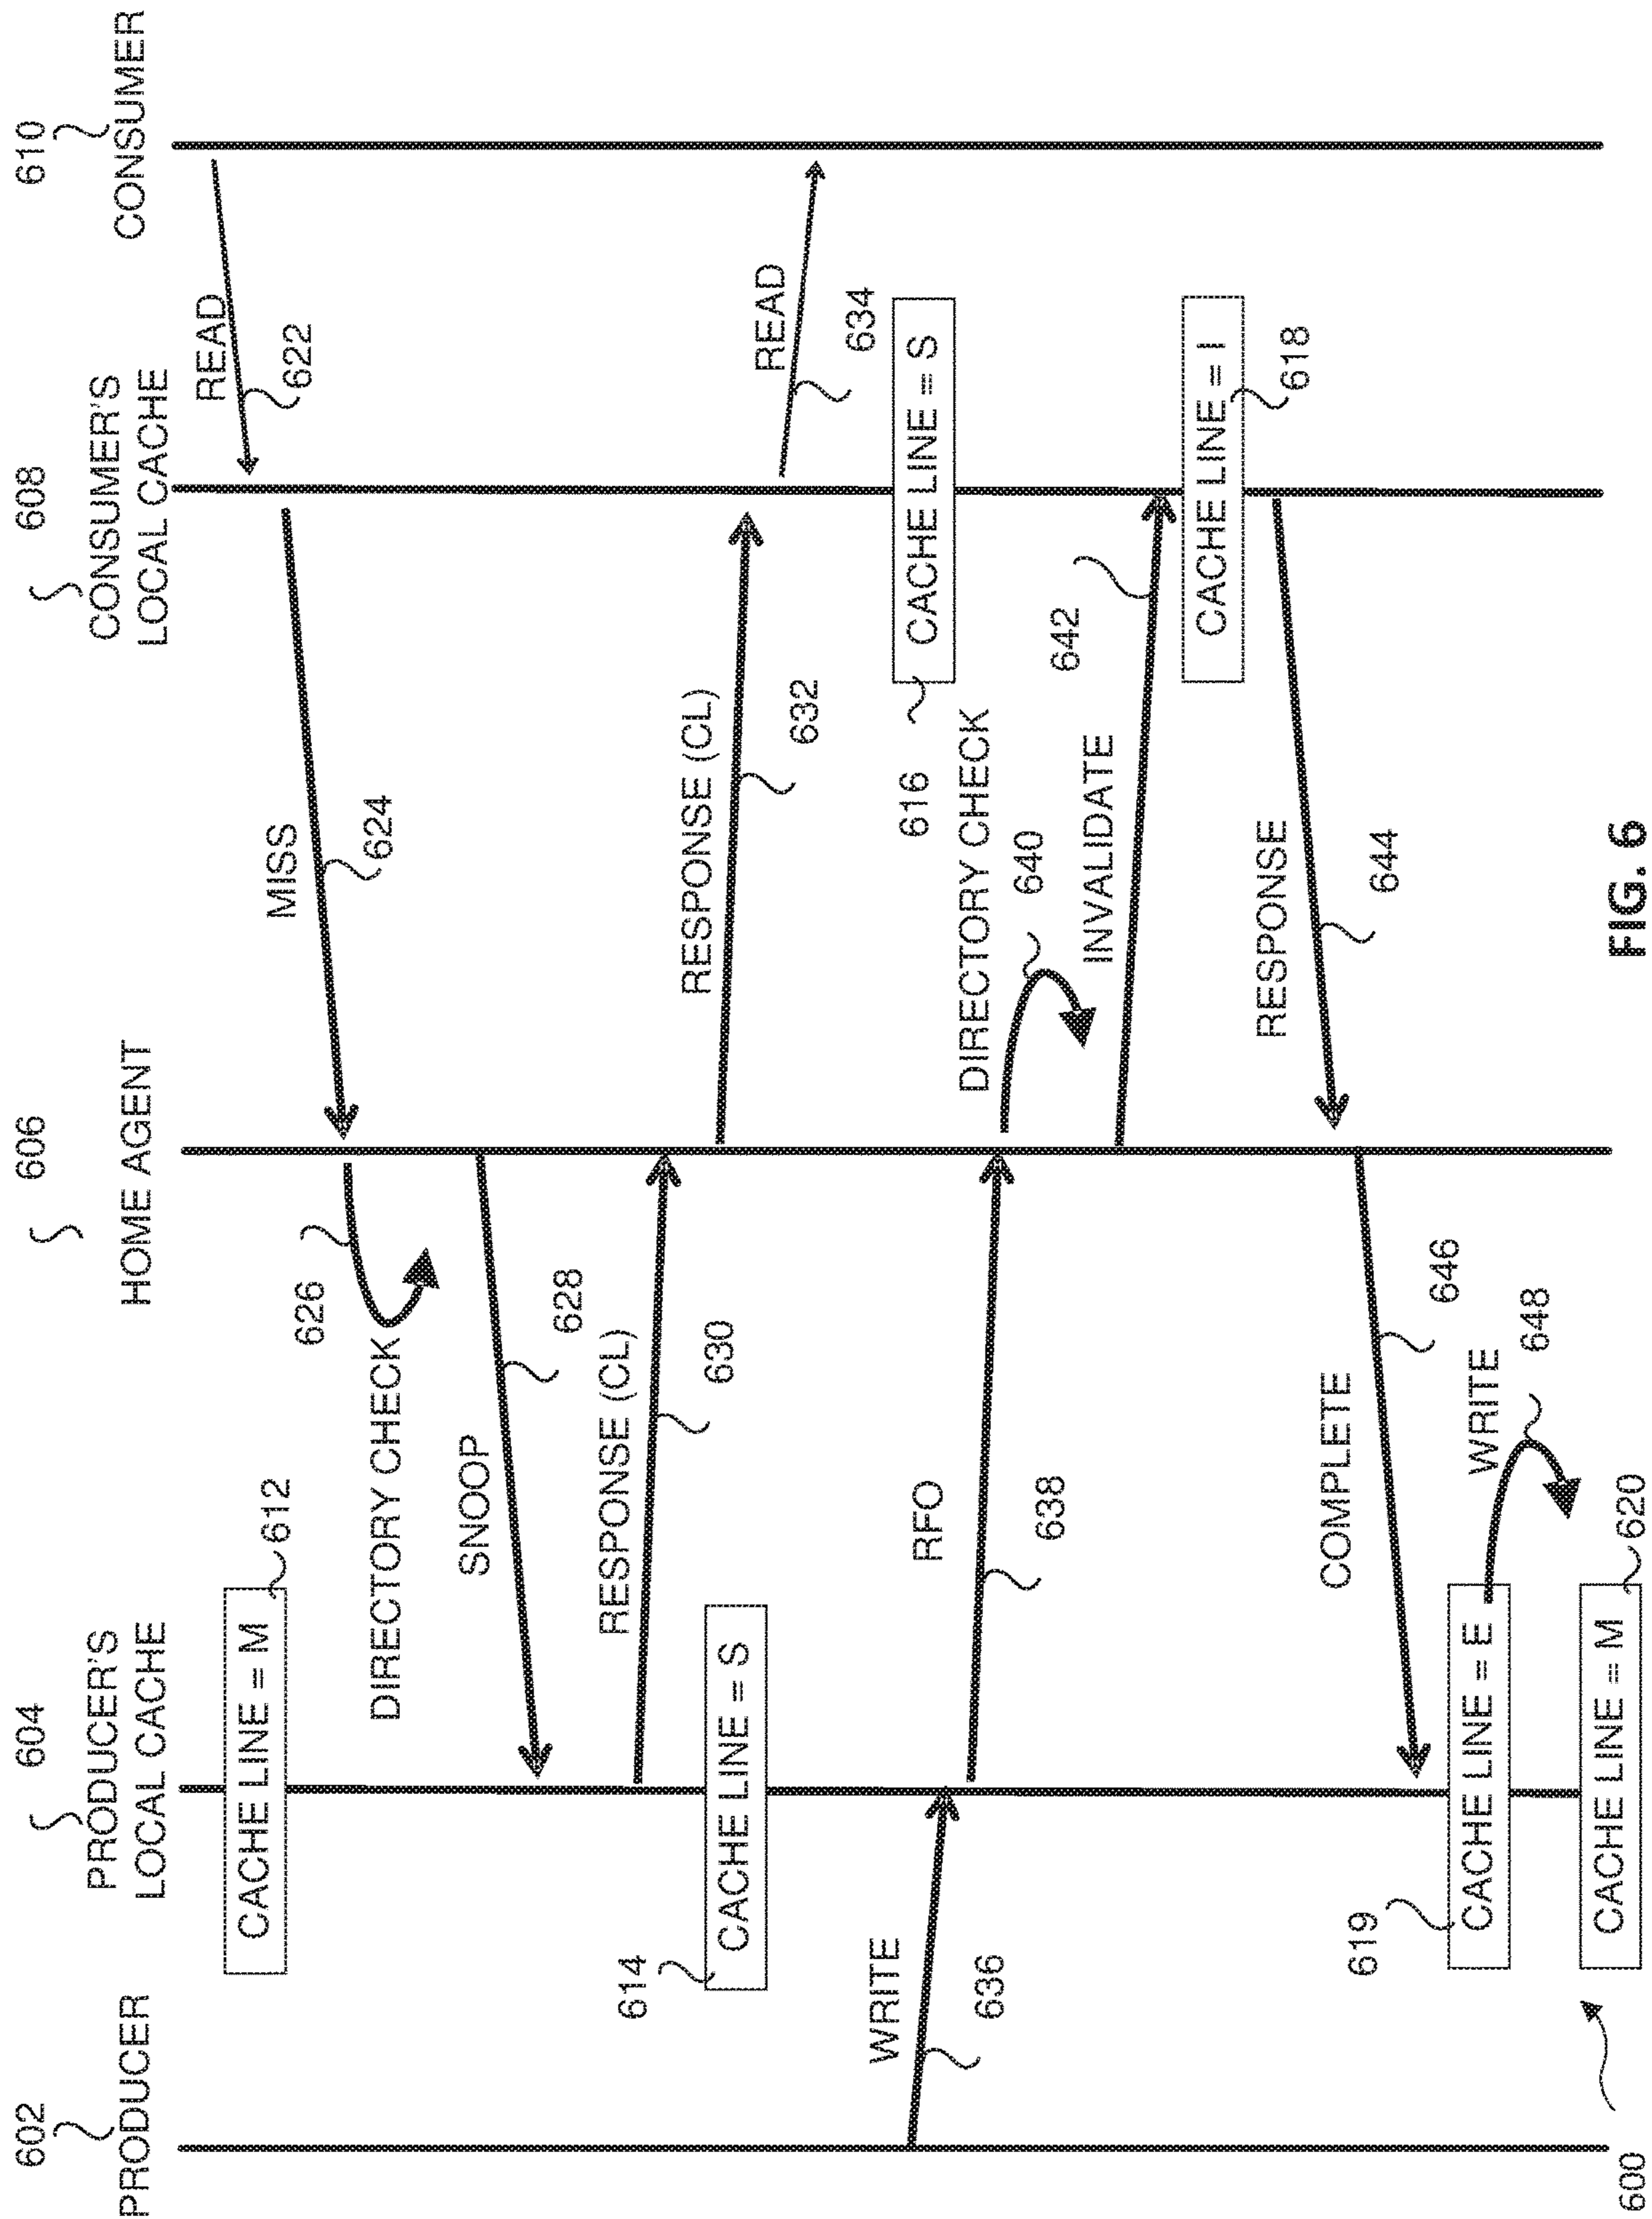 602
PRODUCER
604
PRODUCER'S
LOCAL CACHE
606
HOME AGENT
608
CONSUMER'S
LOCAL CACHE
610
CONSUMER
READ
622
CACHE LINE = M
612
MISS
624
626
DIRECTORY CHECK
SNOOP
628
RESPONSE (CL)
630
RESPONSE (CL)
632
614
CACHE LINE = S
READ
634
WRITE
636
616
CACHE LINE = S
RFO
638
DIRECTORY CHECK
640
INVALIDATE
642
CACHE LINE = I
618
RESPONSE
644
COMPLETE
646
619
CACHE LINE = E
WRITE
648
CACHE LINE = M
620
600
FIG. 6